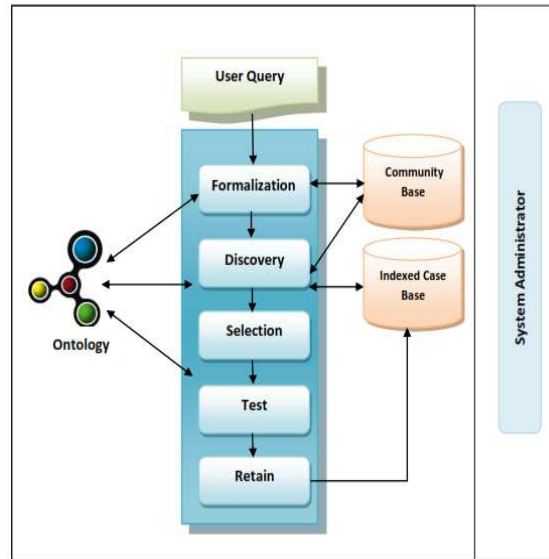 User Query
Formalization
Community
Base
Discovery
Indexed Case
Base
Ontology
Selection
Test
Retain
System Administrator